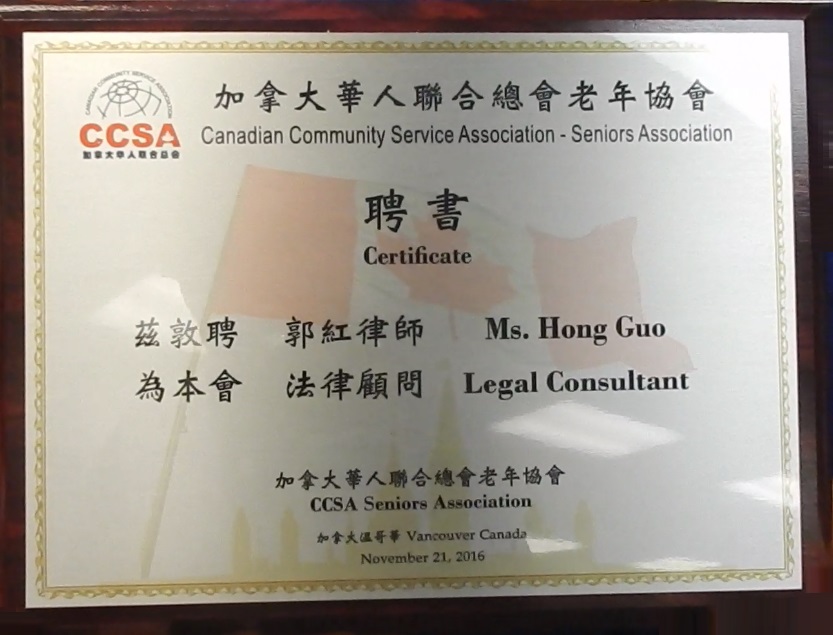 CANADIAN COMMUNITY SERVICE ASSOCIATION
CCSA
加拿大华人联合总会
加拿大華人聯合總會老年協會
Canadian Community Service Association - Seniors Association
聘書
Certificate
茲敦聘 郭紅律師 Ms. Hong Guo
為本會 法律顧問 Legal Consultant
加拿大華人聯合總會老年協會
CCSA Seniors Association
加拿大溫哥華 Vancouver Canada
November 21, 2016